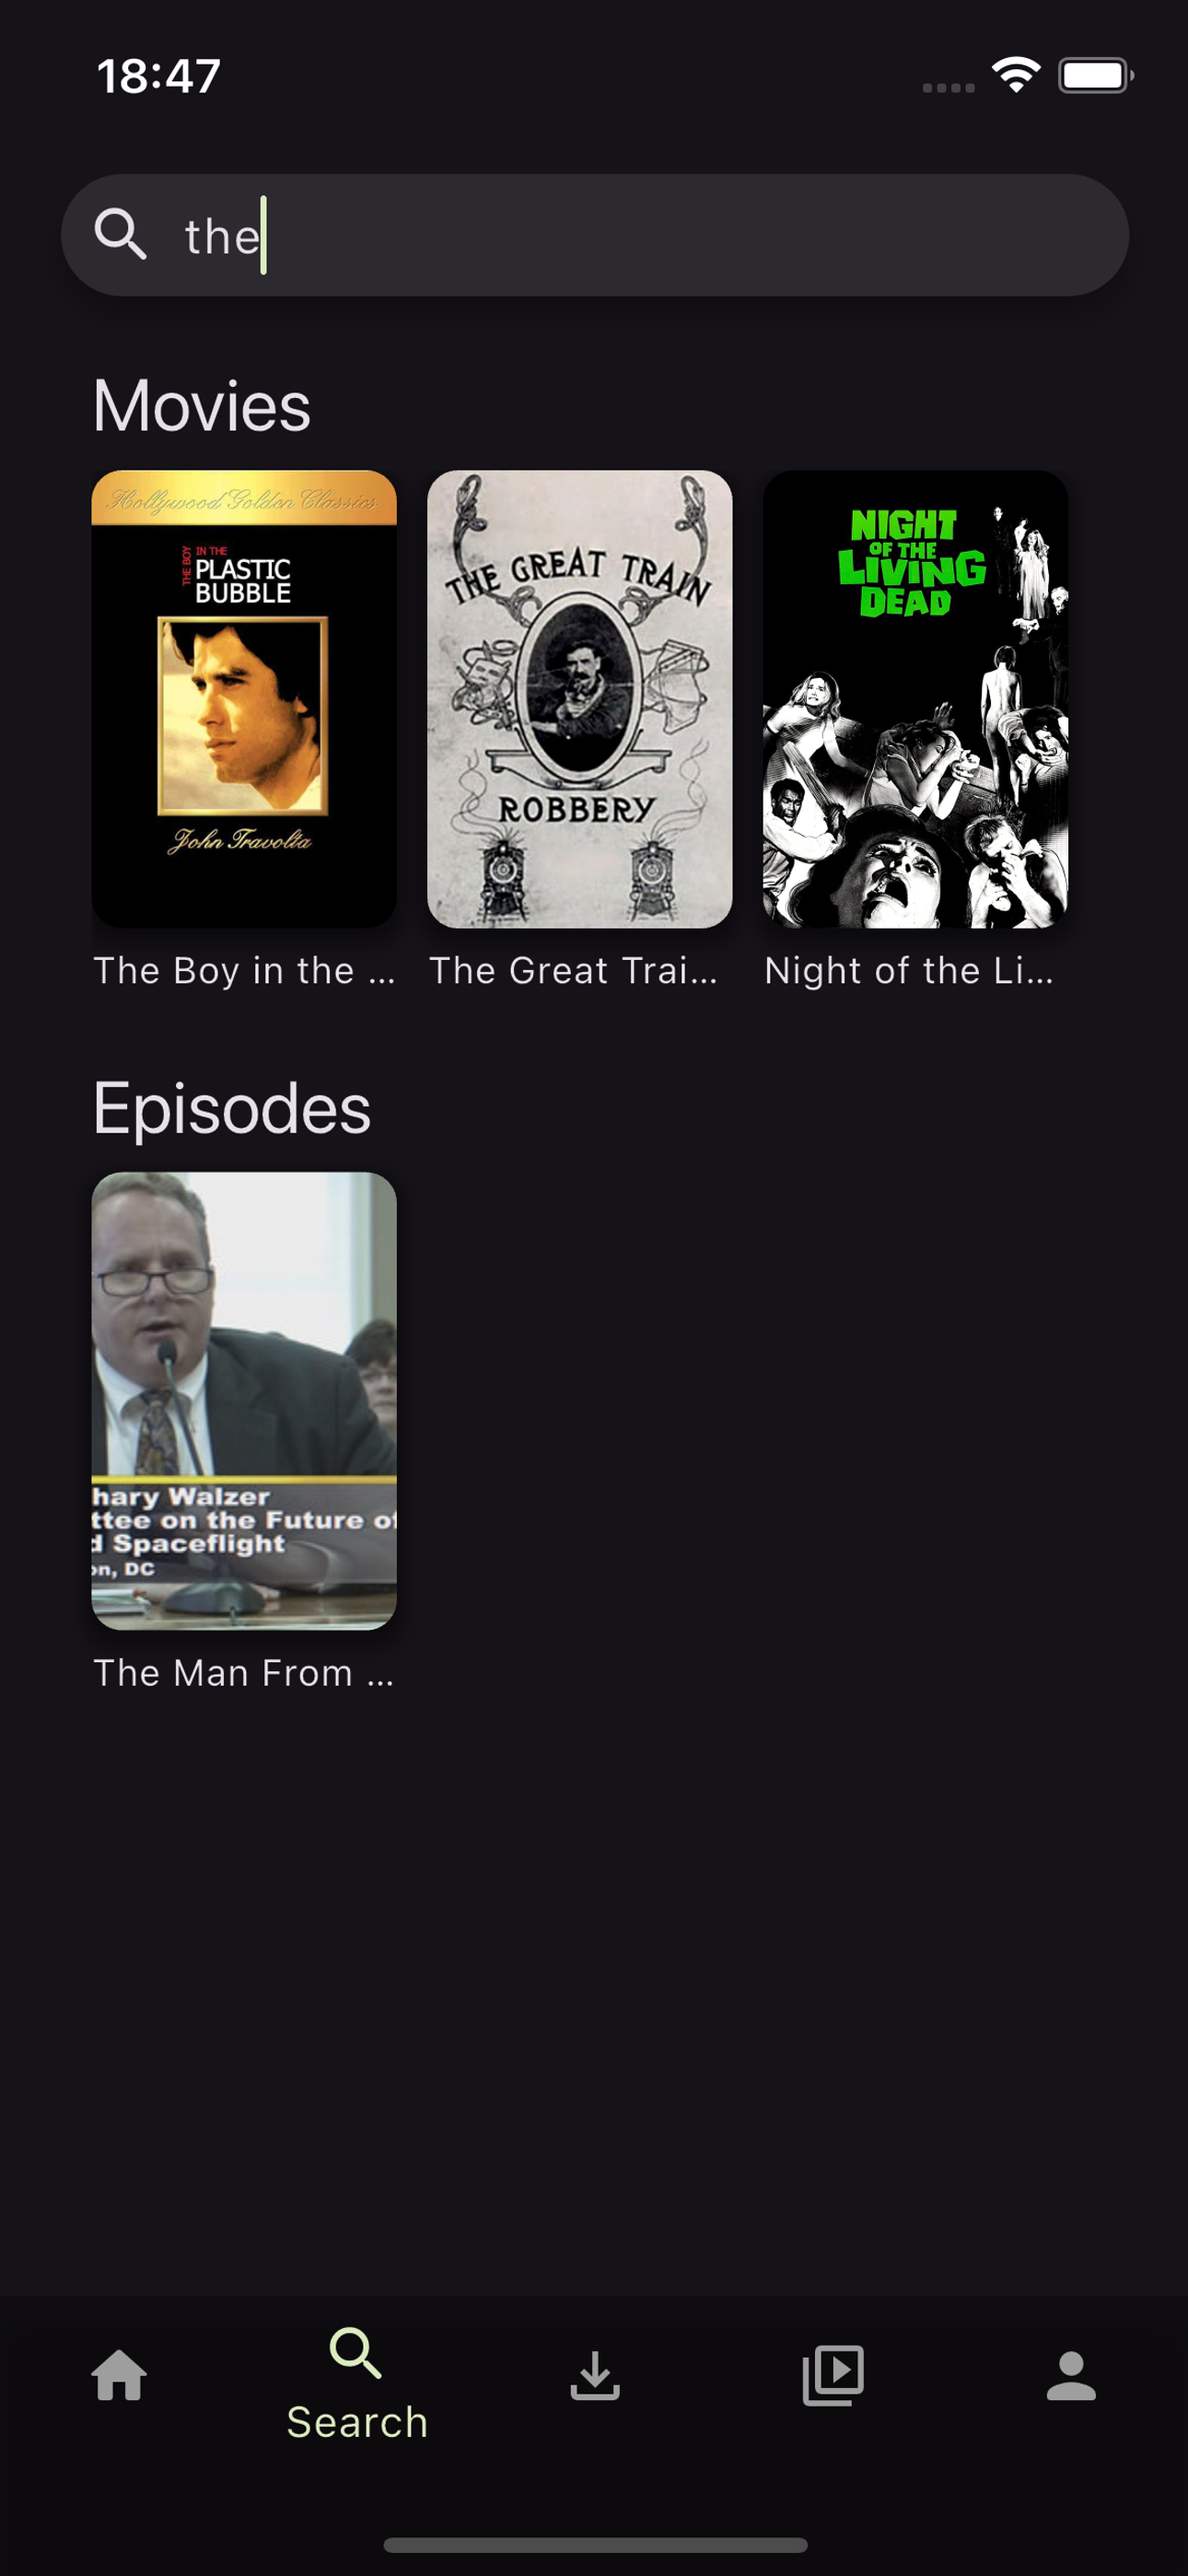 18:47
the
Movies
Hollywood Golden Classics
THE BOY
IN THE
PLASTIC
BUBBLE
John Travolta
The Boy in the ...
THE GREAT TRAIN
ROBBERY
The Great Trai...
NIGHT
OF THE
LIVING
DEAD
Night of the Li...
Episodes
hary Walzer
ttee on the Future of
d Spaceflight
on, DC
The Man From ...
Search